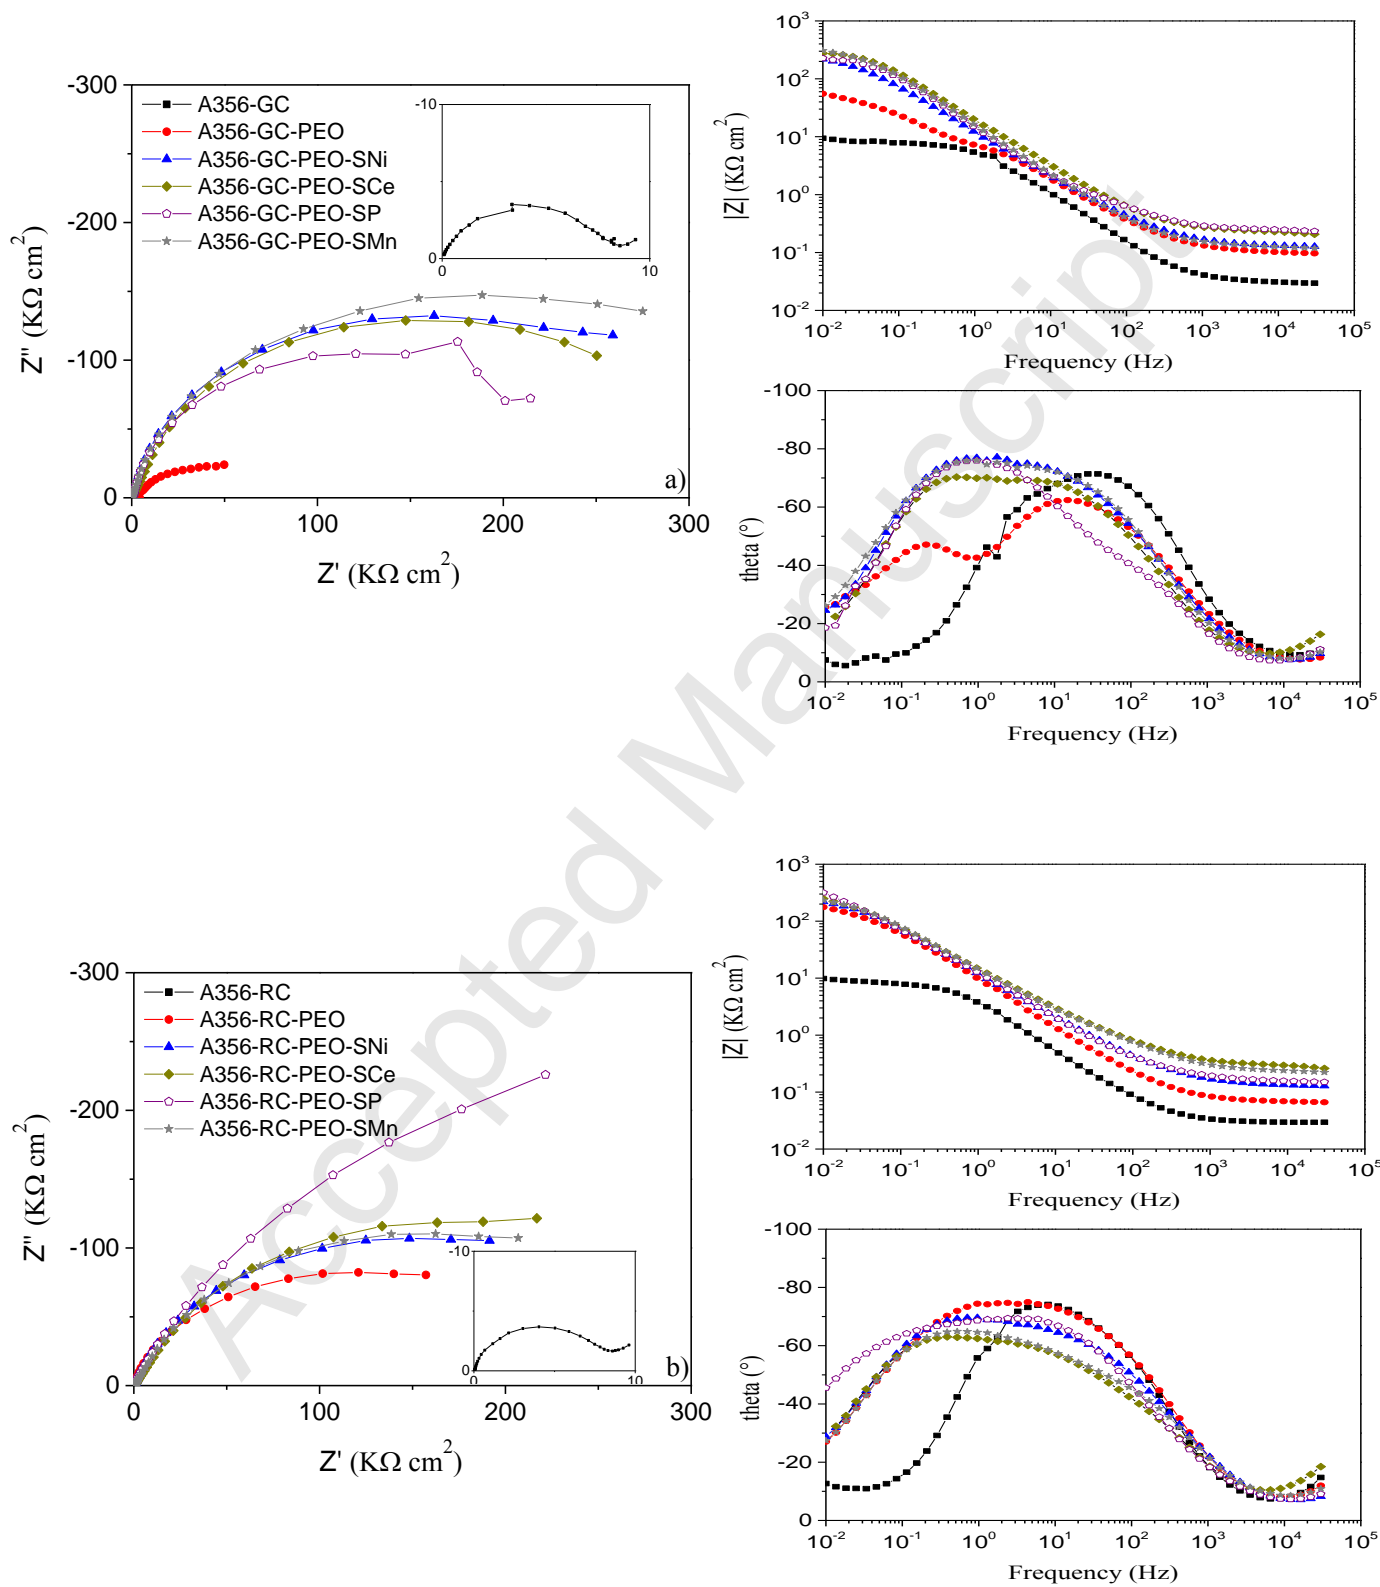 -300
-200
-100
0
0
100
200
300
Z'' (KΩ cm²)
Z' (KΩ cm²)
A356-GC
A356-GC-PEO
A356-GC-PEO-SNi
A356-GC-PEO-SCe
A356-GC-PEO-SP
A356-GC-PEO-SMn
-10
0
0
10
a)
10³
10²
10¹
10⁰
10⁻¹
10⁻²
|Z| (KΩ cm²)
10⁻² 10⁻¹ 10⁰ 10¹ 10² 10³ 10⁴ 10⁵
Frequency (Hz)
-100
-80
-60
-40
-20
0
theta (°)
10⁻² 10⁻¹ 10⁰ 10¹ 10² 10³ 10⁴ 10⁵
Frequency (Hz)
Accepted Manuscript
-300
-200
-100
0
0
100
200
300
Z'' (KΩ cm²)
Z' (KΩ cm²)
A356-RC
A356-RC-PEO
A356-RC-PEO-SNi
A356-RC-PEO-SCe
A356-RC-PEO-SP
A356-RC-PEO-SMn
-10
0
0
10
b)
10³
10²
10¹
10⁰
10⁻¹
10⁻²
|Z| (KΩ cm²)
10⁻² 10⁻¹ 10⁰ 10¹ 10² 10³ 10⁴ 10⁵
Frequency (Hz)
-100
-80
-60
-40
-20
0
theta (°)
10⁻² 10⁻¹ 10⁰ 10¹ 10² 10³ 10⁴ 10⁵
Frequency (Hz)